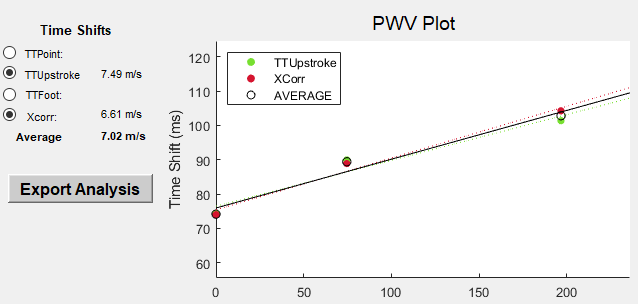 Time Shifts
TTPoint:
TTUpstroke 7.49 m/s
TTFoot:
Xcorr: 6.61 m/s
Average 7.02 m/s
Export Analysis
PWV Plot
TTUpstroke
XCorr
AVERAGE
Time Shift (ms)
120
110
100
90
80
70
60
0 50 100 150 200